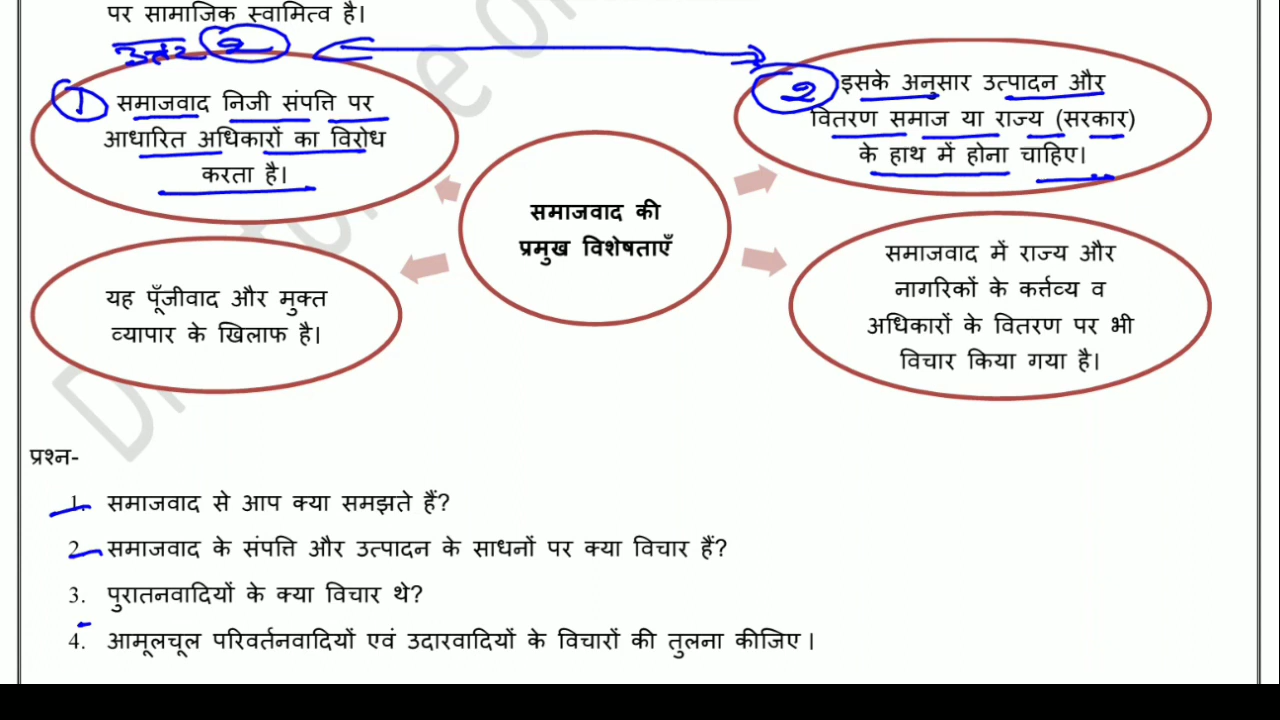 पर सामाजिक स्वामित्व है।
उत्तर 2
1 समाजवाद निजी संपत्ति पर
आधारित अधिकारों का विरोध
करता है।
2 इसके अनुसार उत्पादन और
वितरण समाज या राज्य (सरकार)
के हाथ में होना चाहिए।
समाजवाद की
प्रमुख विशेषताएँ
यह पूँजीवाद और मुक्त
व्यापार के खिलाफ है।
समाजवाद में राज्य और
नागरिकों के कर्त्तव्य व
अधिकारों के वितरण पर भी
विचार किया गया है।
प्रश्न-
1. समाजवाद से आप क्या समझते हैं?
2. समाजवाद के संपत्ति और उत्पादन के साधनों पर क्या विचार हैं?
3. पुरातनवादियों के क्या विचार थे?
4. आमूलचूल परिवर्तनवादियों एवं उदारवादियों के विचारों की तुलना कीजिए।